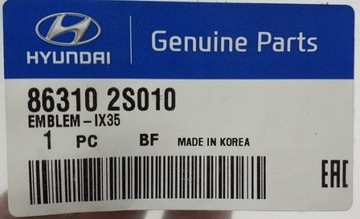 HYUNDAI
Genuine Parts
86310 2S010
EMBLEM-IX35
1 PC BF MADE IN KOREA
EAC